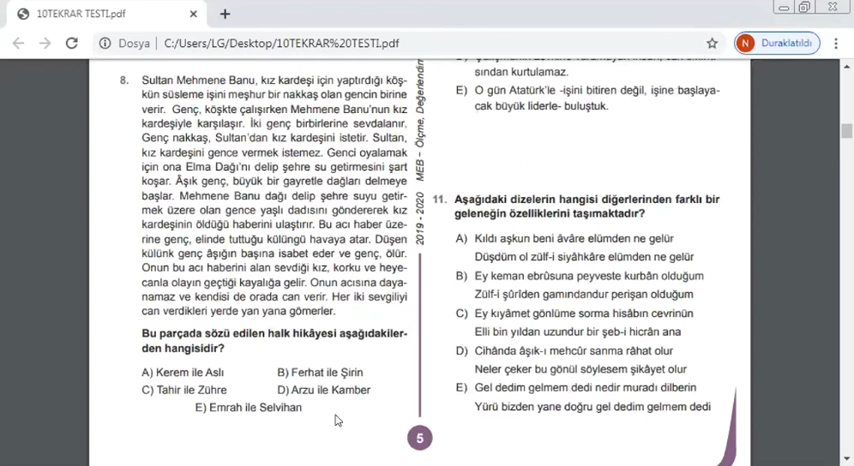 10TEKRAR TESTI.pdf
Dosya | C:/Users/LG/Desktop/10TEKRAR%20TESTI.pdf
N Duraklatıldı
8. Sultan Mehmene Banu, kız kardeşi için yaptırdığı köş-
kün süsleme işini meşhur bir nakkaş olan gencin birine
verir. Genç, köşkte çalışırken Mehmene Banu'nun kız
kardeşiyle karşılaşır. İki genç birbirlerine sevdalanır.
Genç nakkaş, Sultan'dan kız kardeşini istetir. Sultan,
kız kardeşini gence vermek istemez. Genci oyalamak
için ona Elma Dağı'nı delip şehre su getirmesini şart
koşar. Âşık genç, büyük bir gayretle dağları delmeye
başlar. Mehmene Banu dağı delip şehre suyu getir-
mek üzere olan gence yaşlı dadısını göndererek kız
kardeşinin öldüğü haberini ulaştırır. Bu acı haber üze-
rine genç, elinde tuttuğu külüngü havaya atar. Düşen
külünk genç âşığın başına isabet eder ve genç, ölür.
Onun bu acı haberini alan sevdiği kız, korku ve heye-
canla olayın geçtiği kayalığa gelir. Onun acısına daya-
namaz ve kendisi de orada can verir. Her iki sevgiliyi
can verdikleri yerde yan yana gömerler.
Bu parçada sözü edilen halk hikâyesi aşağıdakiler-
den hangisidir?
A) Kerem ile Aslı
B) Ferhat ile Şirin
C) Tahir ile Zühre
D) Arzu ile Kamber
E) Emrah ile Selvihan
2019 - 2020 MEB - Ölçme, Değerlendirm
5
sından kurtulamaz.
E) O gün Atatürk'le -işini bitiren değil, işine başlaya-
cak büyük liderle- buluştuk.
11. Aşağıdaki dizelerin hangisi diğerlerinden farklı bir
geleneğin özelliklerini taşımaktadır?
A) Kıldı aşkun beni âvâre elümden ne gelür
Düşdüm ol zülf-i siyâhkâre elümden ne gelür
B) Ey keman ebrûsuna peyveste kurbân olduğum
Zülf-i şûrîden gamındandur perişan olduğum
C) Ey kıyâmet gönlüme sorma hisâbın cevrinün
Elli bin yıldan uzundur bir şeb-i hicrân ana
D) Cihânda âşık-ı mehcûr sanma râhat olur
Neler çeker bu gönül söylesem şikâyet olur
E) Gel dedim gelmem dedi nedir muradı dilberin
Yürü bizden yane doğru gel dedim gelmem dedi